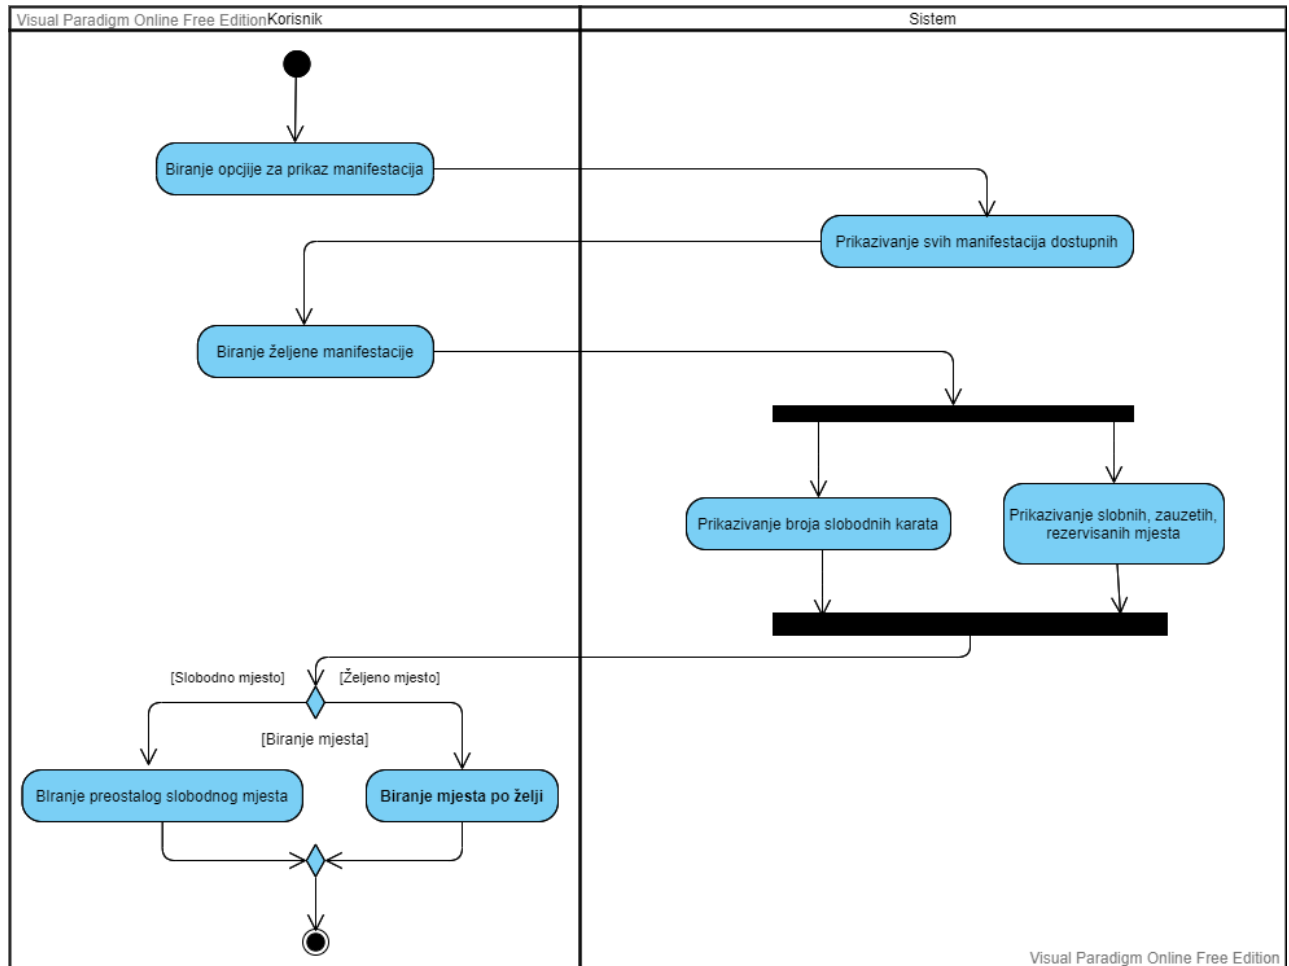 Visual Paradigm Online Free Edition
Korisnik
Sistem
Biranje opcjije za prikaz manifestacija
Prikazivanje svih manifestacija dostupnih
Biranje željene manifestacije
Prikazivanje broja slobodnih karata
Prikazivanje slobnih, zauzetih,
rezervisanih mjesta
[Slobodno mjesto]
[Željeno mjesto]
[Biranje mjesta]
BIranje preostalog slobodnog mjesta
Biranje mjesta po želji
Visual Paradigm Online Free Edition